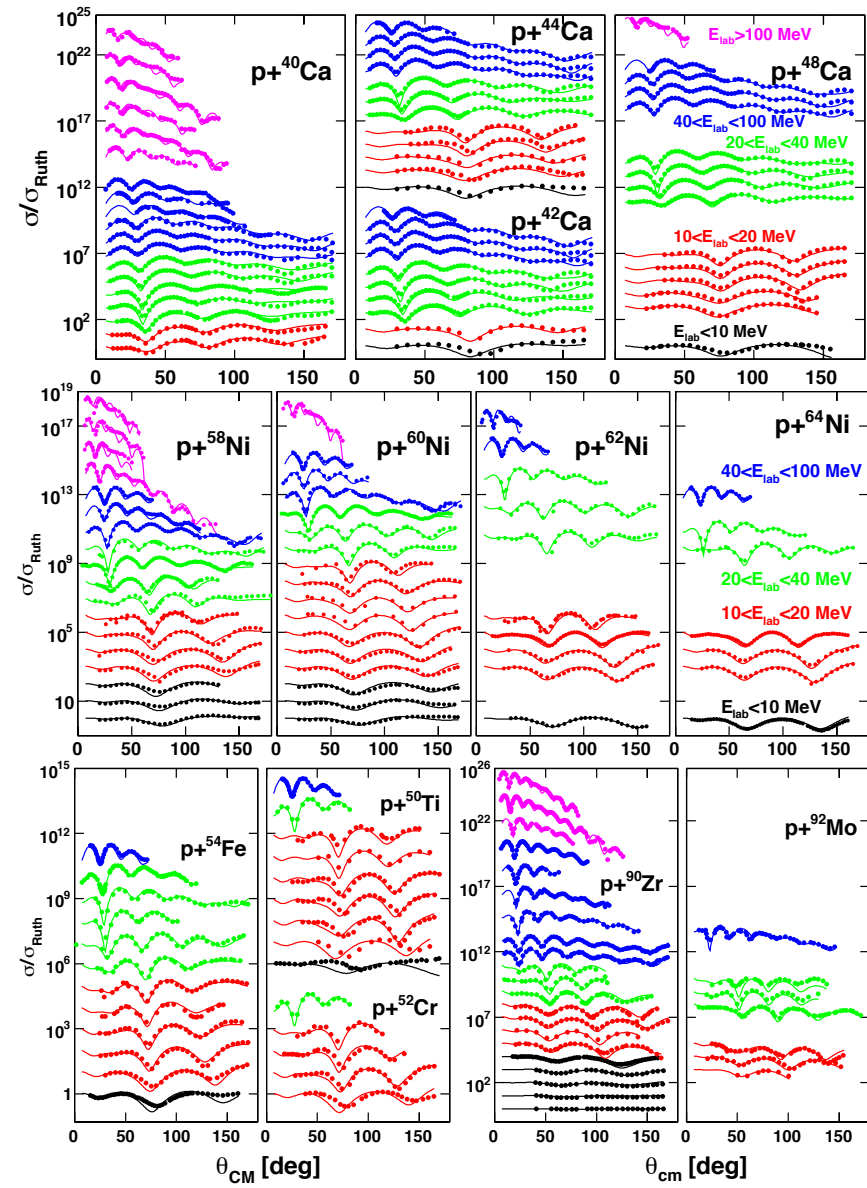 10^25
10^22
10^17
10^12
10^7
10^2
σ/σ_Ruth
p+^40Ca
p+^44Ca
p+^42Ca
p+^48Ca
E_lab>100 MeV
40<E_lab<100 MeV
20<E_lab<40 MeV
10<E_lab<20 MeV
E_lab<10 MeV
0 50 100 150
0 50 100 150
0 50 100 150
10^19
10^17
10^13
10^9
10^5
10
σ/σ_Ruth
p+^58Ni
p+^60Ni
p+^62Ni
p+^64Ni
40<E_lab<100 MeV
20<E_lab<40 MeV
10<E_lab<20 MeV
E_lab<10 MeV
0 50 100 150
0 50 100 150
0 50 100 150
0 50 100 150
10^15
10^12
10^9
10^6
10^3
1
σ/σ_Ruth
p+^54Fe
p+^50Ti
p+^52Cr
10^26
10^22
10^17
10^12
10^7
10^2
p+^90Zr
p+^92Mo
0 50 100 150
0 50 100 150
0 50 100 150
0 50 100 150
θ_CM [deg]
θ_cm [deg]